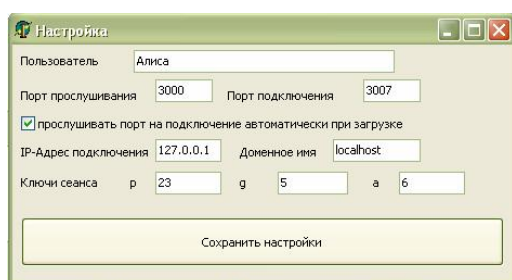 Настройка
Пользователь Алиса
Порт прослушивания 3000 Порт подключения 3007
прослушивать порт на подключение автоматически при загрузке
IP-Адрес подключения 127.0.0.1 Доменное имя localhost
Ключи сеанса p 23 g 5 a 6
Сохранить настройки